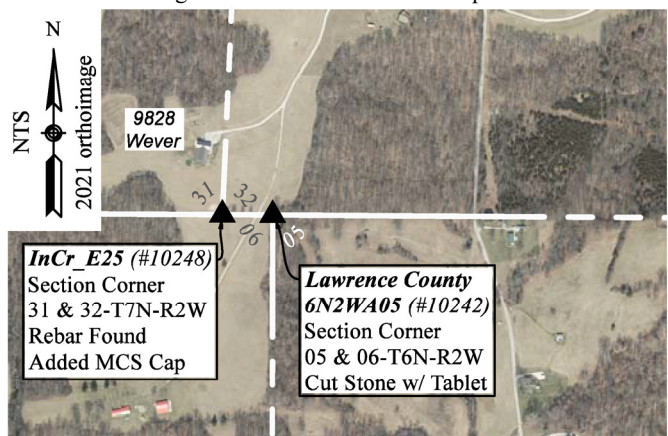 N
NTS
2021 orthoimage
9828
Wever
31
32
06
05
InCr_E25 (#10248)
Section Corner
31 & 32-T7N-R2W
Rebar Found
Added MCS Cap
Lawrence County
6N2WA05 (#10242)
Section Corner
05 & 06-T6N-R2W
Cut Stone w/ Tablet